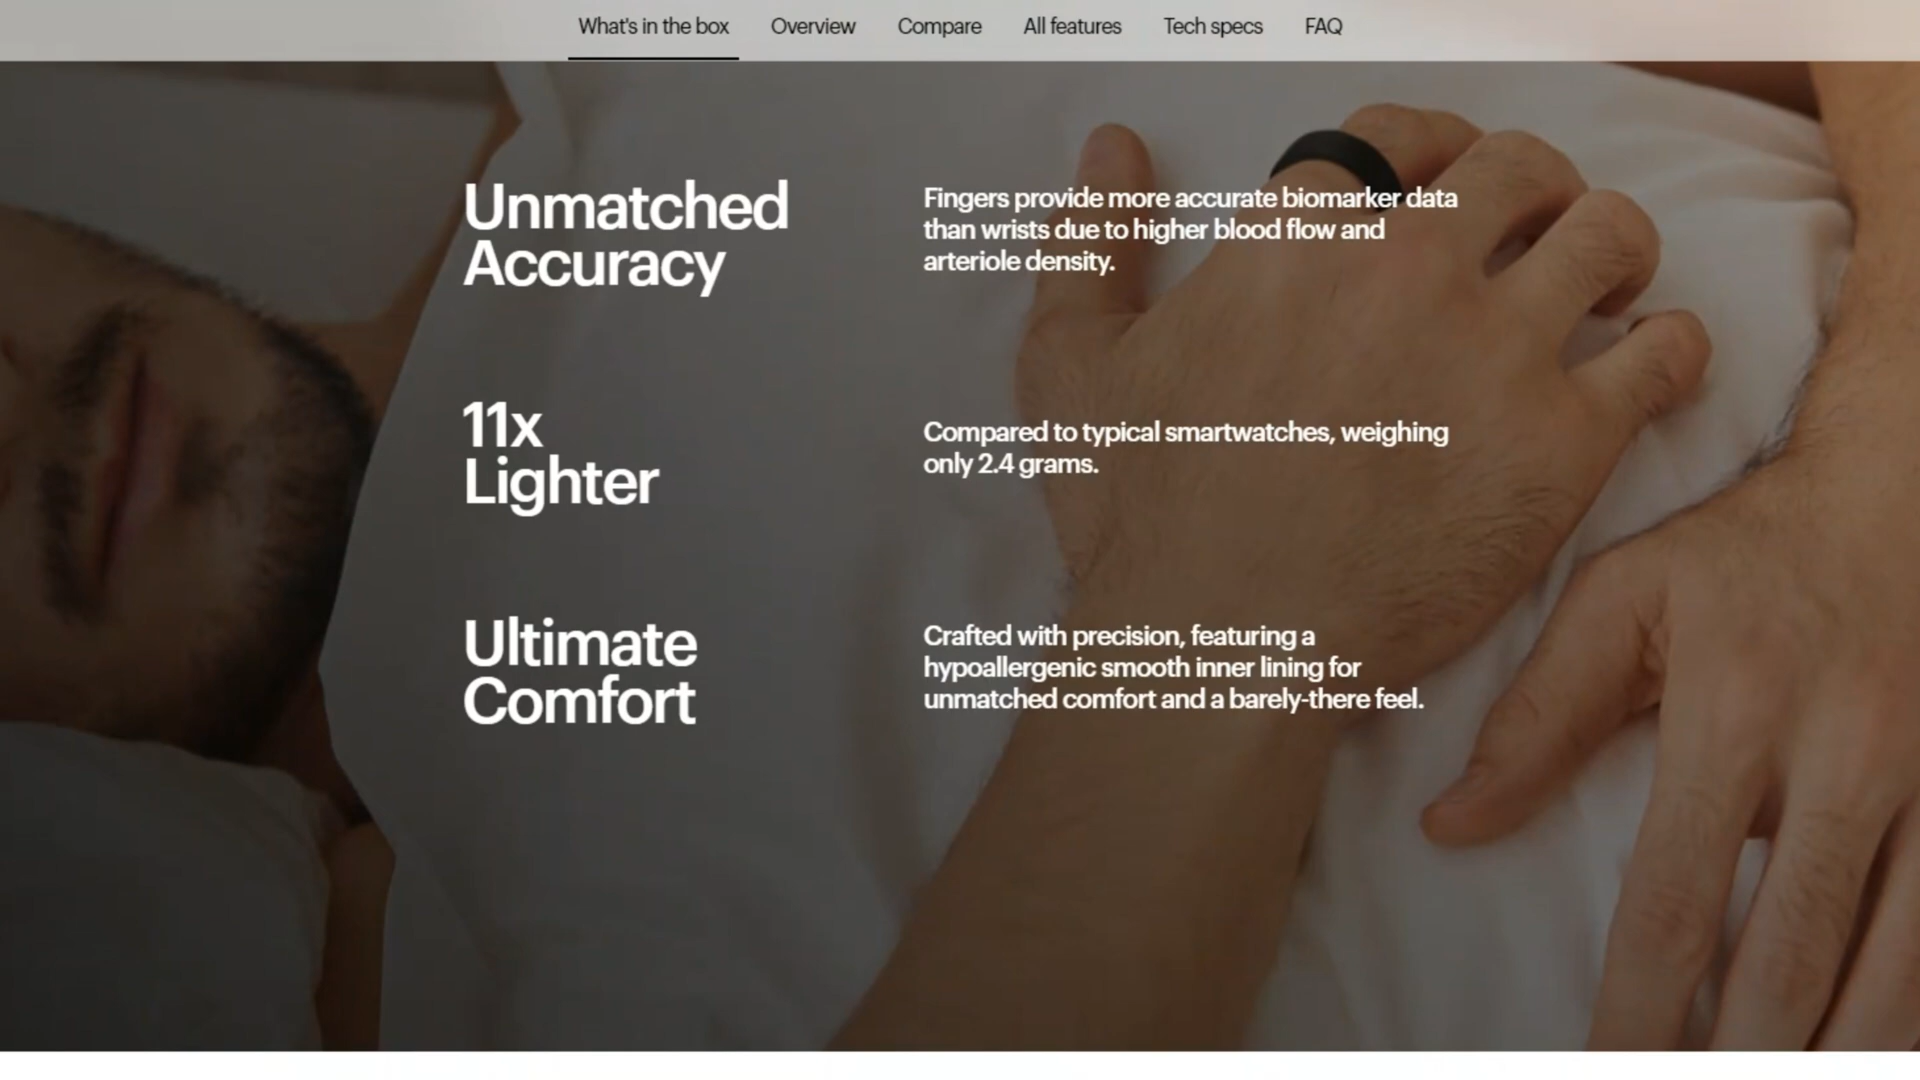 What's in the box Overview Compare All features Tech specs FAQ
Unmatched
Accuracy
Fingers provide more accurate biomarker data
than wrists due to higher blood flow and
arteriole density.
11x
Lighter
Compared to typical smartwatches, weighing
only 2.4 grams.
Ultimate
Comfort
Crafted with precision, featuring a
hypoallergenic smooth inner lining for
unmatched comfort and a barely-there feel.